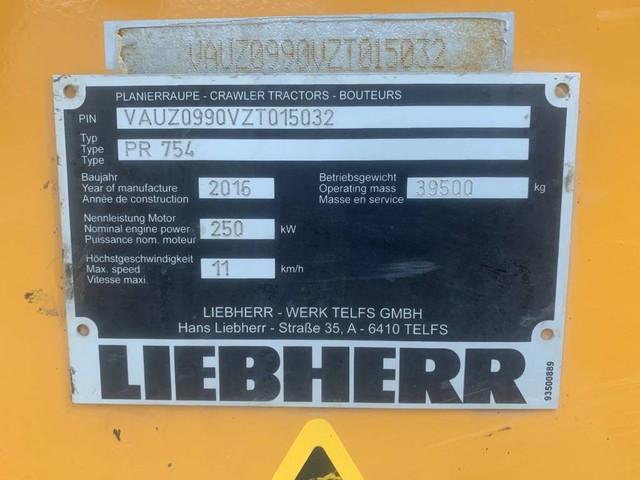 VAUZ0990VZT015032
PLANIERRAUPE - CRAWLER TRACTORS - BOUTEURS
PIN VAUZ0990VZT015032
Typ
Type PR 754
Type
Baujahr
Year of manufacture 2016
Année de construction
Betriebsgewicht
Operating mass 39500 kg
Masse en service
Nennleistung Motor
Nominal engine power 250 kW
Puissance nom. moteur
Höchstgeschwindigkeit
Max. speed 11 km/h
Vitesse maxi.
LIEBHERR - WERK TELFS GMBH
Hans Liebherr - Straße 35, A - 6410 TELFS
LIEBHERR
93500889